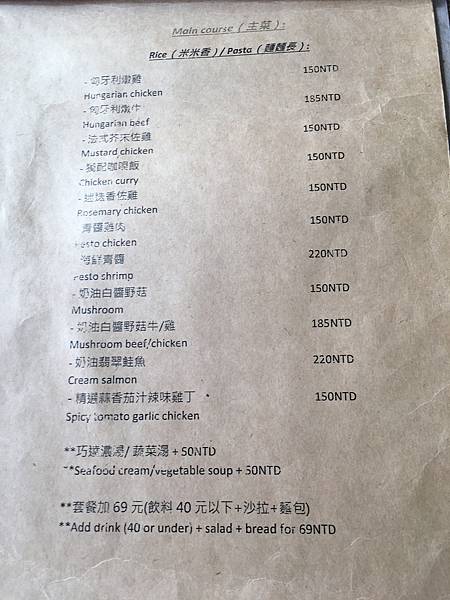 Main course（主菜）:
Rice（米米香）/ Pasta（麵麵長）:
- 匈牙利燉雞 150NTD
Hungarian chicken
- 匈牙利燉牛 185NTD
Hungarian beef
- 法式芥末佐雞 150NTD
Mustard chicken
- 獨配咖哩飯 150NTD
Chicken curry
- 迷迭香佐雞 150NTD
Rosemary chicken
青醬雞肉 150NTD
Pesto chicken
海鮮青醬 220NTD
Pesto shrimp
- 奶油白醬野菇 150NTD
Mushroom
- 奶油白醬野菇牛/雞 185NTD
Mushroom beef/chicken
- 奶油翡翠鮭魚 220NTD
Cream salmon
- 精選蒜香茄汁辣味雞丁 150NTD
Spicy tomato garlic chicken
**巧達濃湯/ 蔬菜湯 + 50NTD
**Seafood cream/vegetable soup + 50NTD
**套餐加 69 元(飲料 40 元以下+沙拉+麵包)
**Add drink (40 or under) + salad + bread for 69NTD